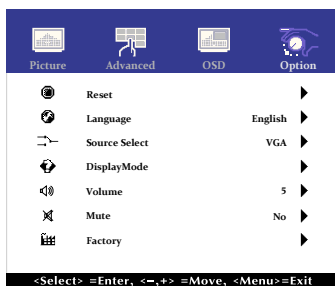 Picture Advanced OSD Option
Reset
Language English
Source Select VGA
DisplayMode
Volume 5
Mute No
Factory
<Select> =Enter, <−,+> =Move, <Menu>=Exit